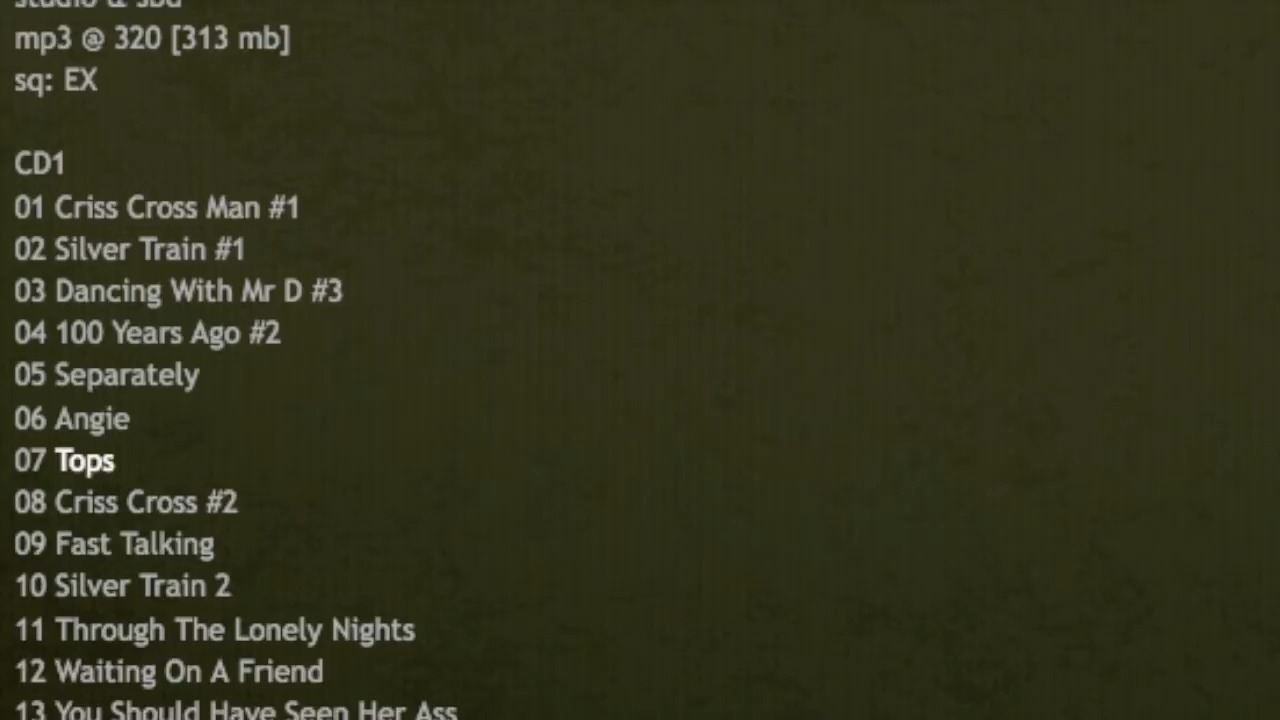 studio & sbd
mp3 @ 320 [313 mb]
sq: EX
CD1
01 Criss Cross Man #1
02 Silver Train #1
03 Dancing With Mr D #3
04 100 Years Ago #2
05 Separately
06 Angie
07 Tops
08 Criss Cross #2
09 Fast Talking
10 Silver Train 2
11 Through The Lonely Nights
12 Waiting On A Friend
13 You Should Have Seen Her Ass